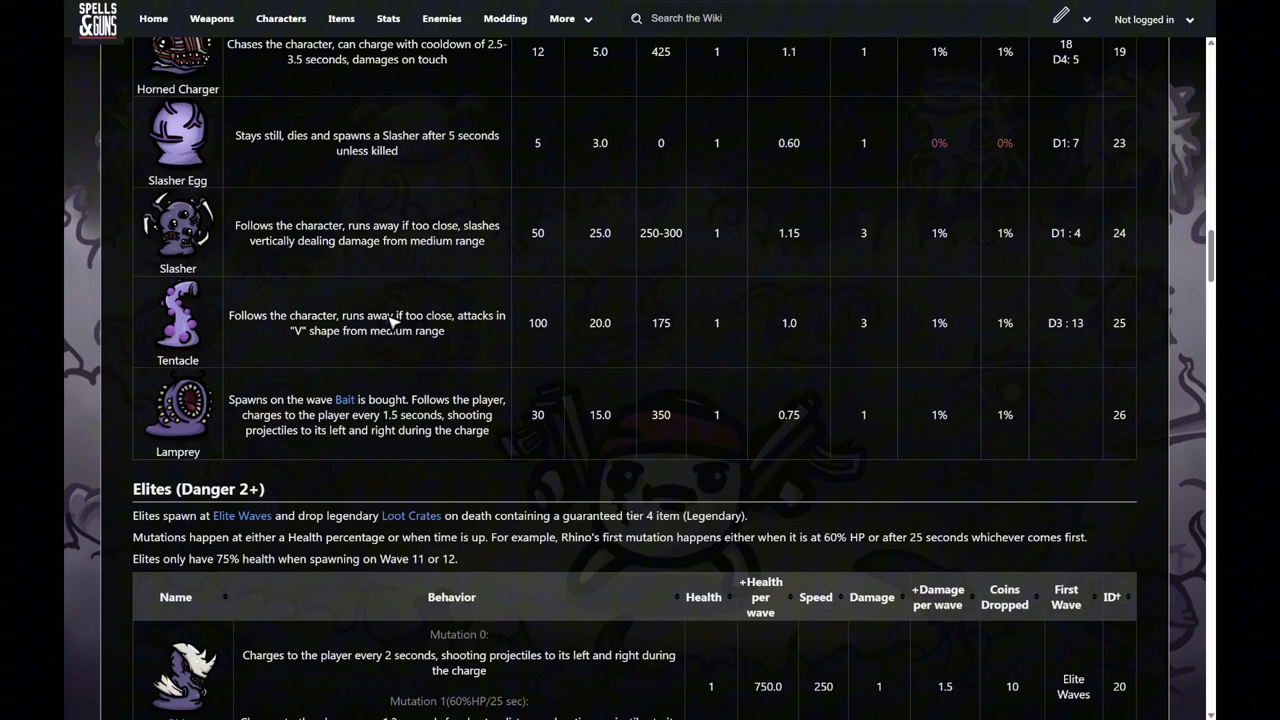 SPELLS
&GUNS
Home Weapons Characters Items Stats Enemies Modding More Search the Wiki Not logged in
Chases the character, can charge with cooldown of 2.5-
3.5 seconds, damages on touch
12 5.0 425 1 1.1 1 1% 1% 18
D4: 5 19
Horned Charger
Stays still, dies and spawns a Slasher after 5 seconds
unless killed
5 3.0 0 1 0.60 1 0% 0% D1: 7 23
Slasher Egg
Follows the character, runs away if too close, slashes
vertically dealing damage from medium range
50 25.0 250-300 1 1.15 3 1% 1% D1 : 4 24
Slasher
Follows the character, runs away if too close, attacks in
"V" shape from medium range
100 20.0 175 1 1.0 3 1% 1% D3 : 13 25
Tentacle
Spawns on the wave Bait is bought. Follows the player,
charges to the player every 1.5 seconds, shooting
projectiles to its left and right during the charge
30 15.0 350 1 0.75 1 1% 1% 26
Lamprey
Elites (Danger 2+)
Elites spawn at Elite Waves and drop legendary Loot Crates on death containing a guaranteed tier 4 item (Legendary).
Mutations happen at either a Health percentage or when time is up. For example, Rhino's first mutation happens either when it is at 60% HP or after 25 seconds whichever comes first.
Elites only have 75% health when spawning on Wave 11 or 12.
Name Behavior Health +Health
per
wave Speed Damage +Damage
per wave Coins
Dropped First
Wave ID†
Mutation 0:
Charges to the player every 2 seconds, shooting projectiles to its left and right during
the charge
1 750.0 250 1 1.5 10 Elite
Waves 20
Mutation 1(60%HP/25 sec):